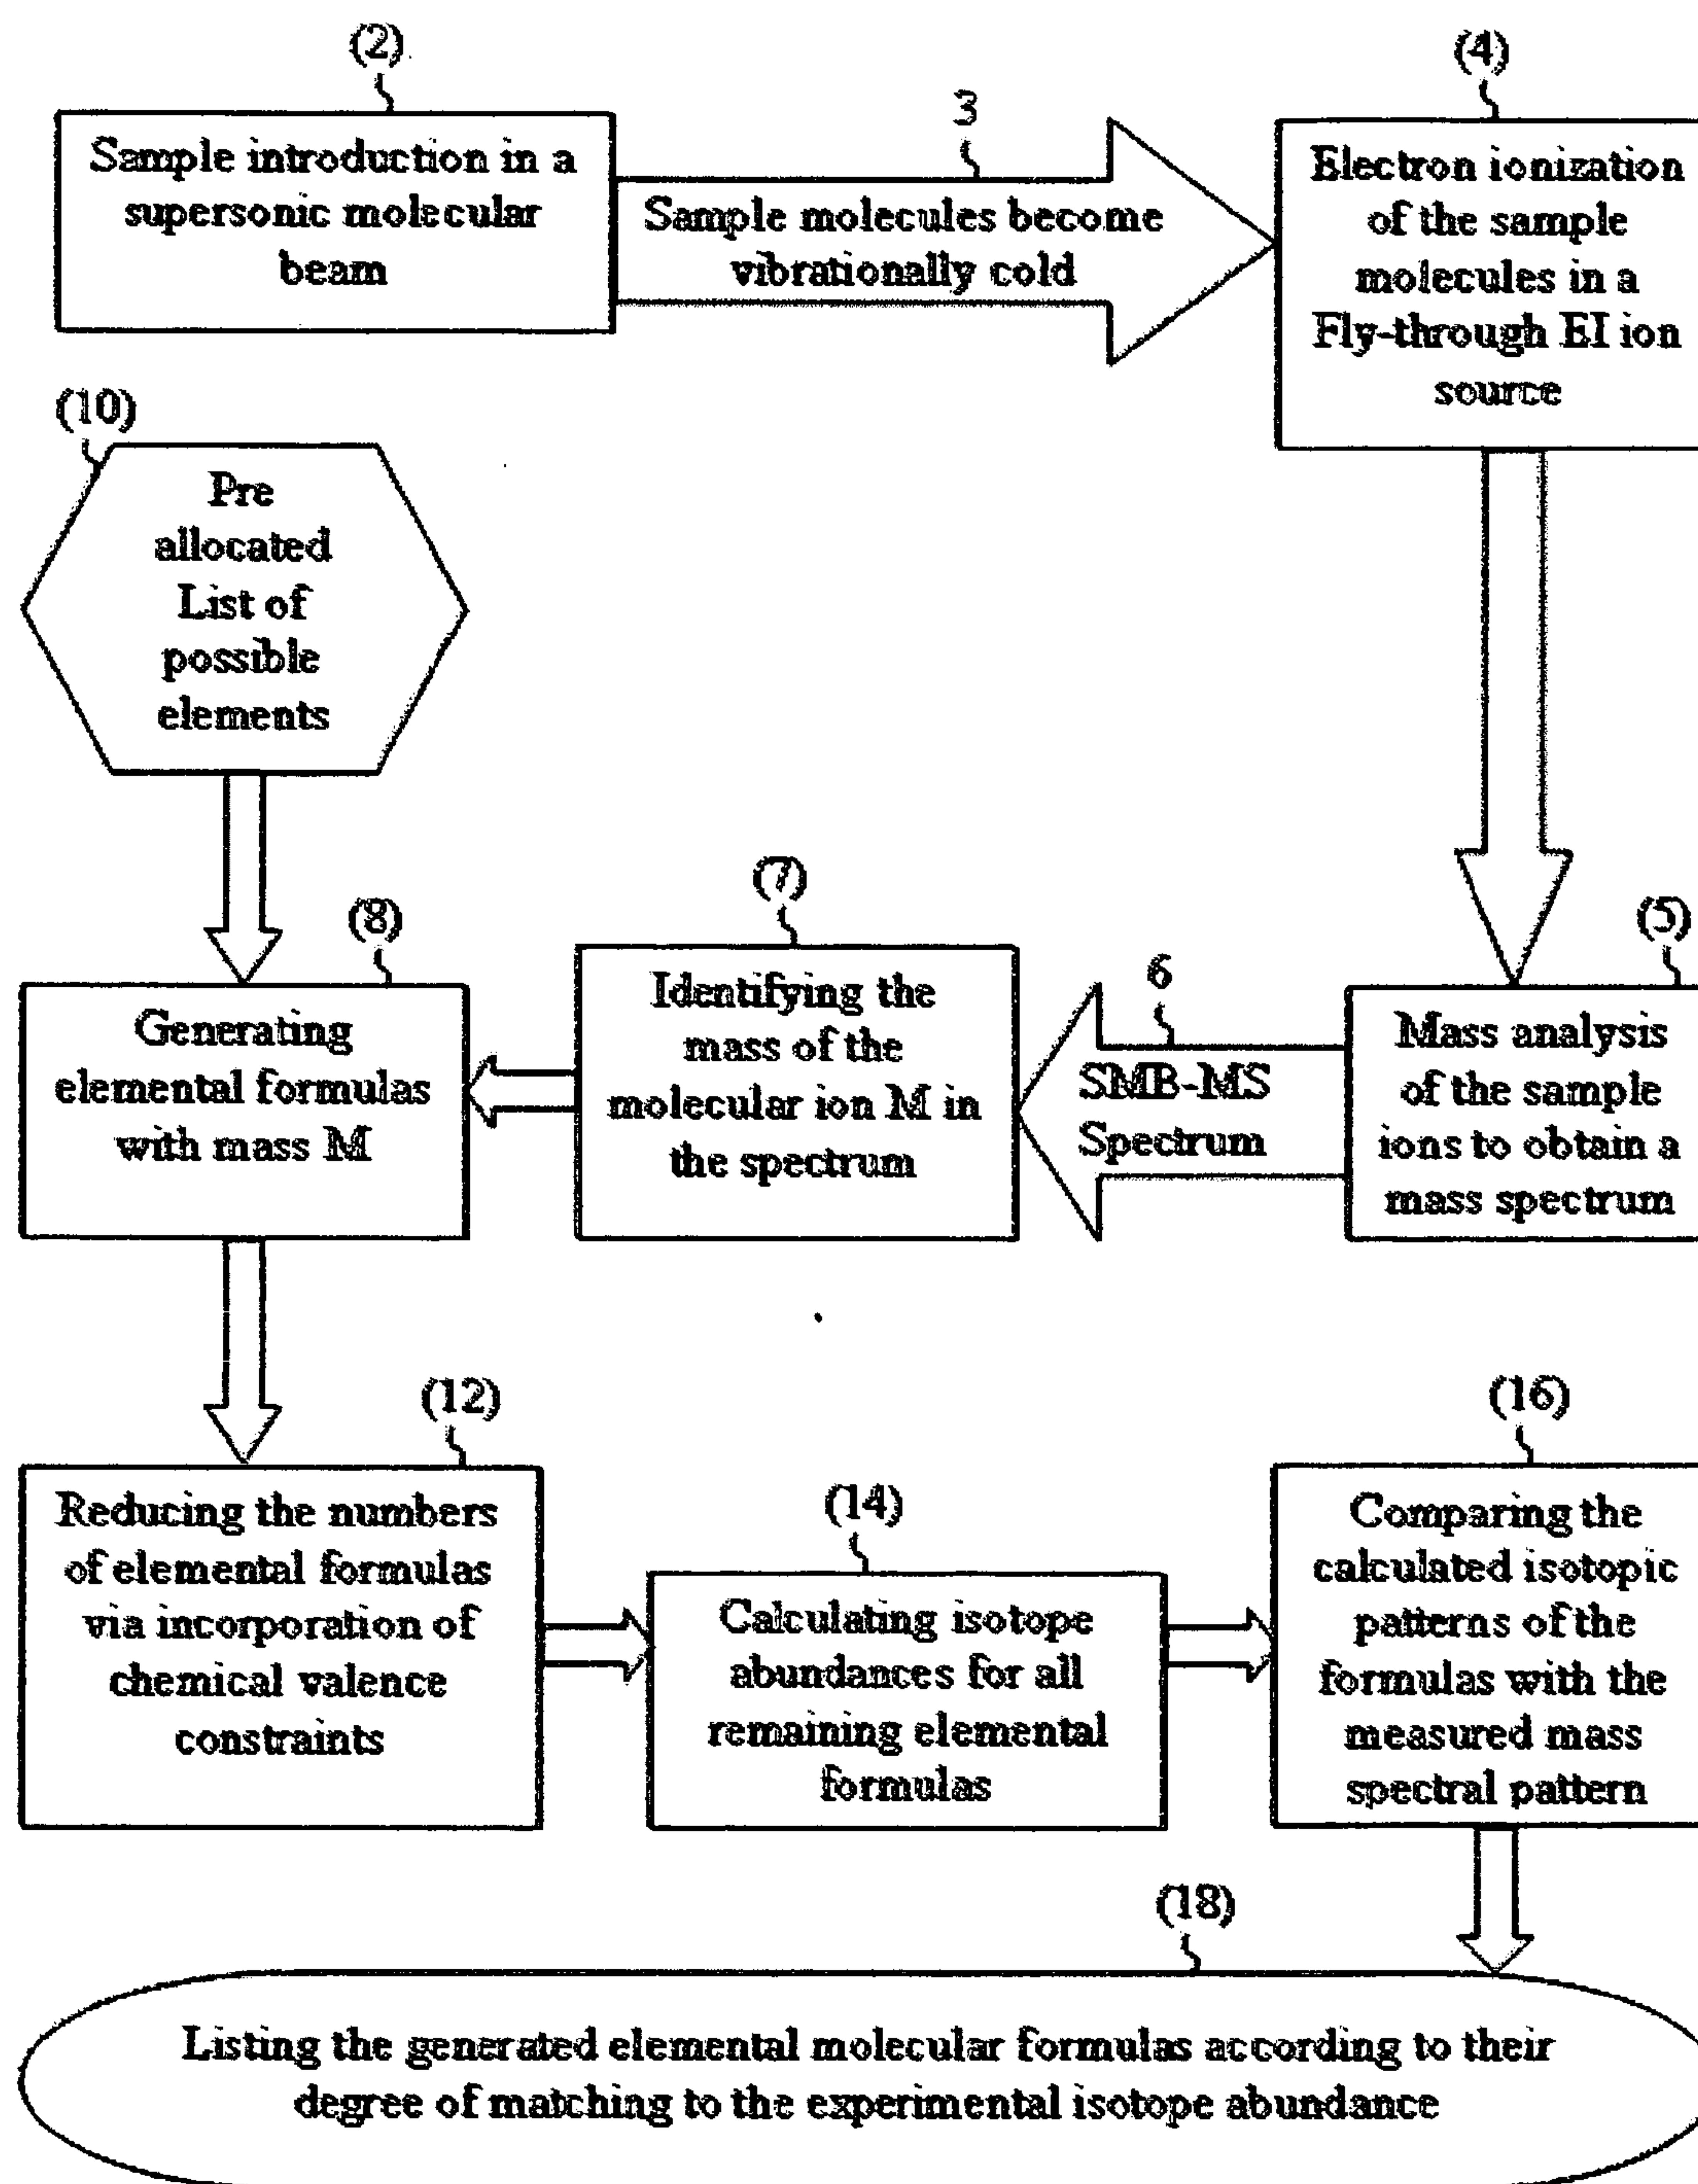 (2)
Sample introduction in a
supersonic molecular
beam
3
Sample molecules become
vibrationally cold
(4)
Electron ionization
of the sample
molecules in a
Fly-through EI ion
source
(10)
Pre
allocated
List of
possible
elements
(5)
Mass analysis
of the sample
ions to obtain a
mass spectrum
6
SMB-MS
Spectrum
(7)
Identifying the
mass of the
molecular ion M in
the spectrum
(8)
Generating
elemental formulas
with mass M
(12)
Reducing the numbers
of elemental formulas
via incorporation of
chemical valence
constraints
(14)
Calculating isotope
abundances for all
remaining elemental
formulas
(16)
Comparing the
calculated isotopic
patterns of the
formulas with the
measured mass
spectral pattern
(18)
Listing the generated elemental molecular formulas according to their
degree of matching to the experimental isotope abundance